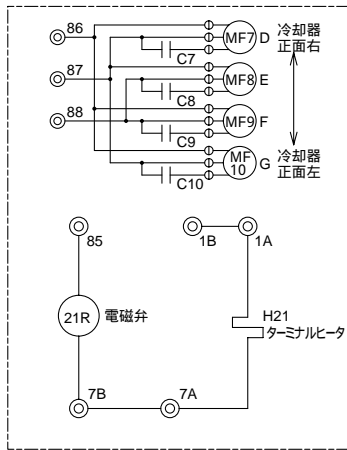 86
MF7 D 冷却器
正面右
C7
87
MF8 E
C8
88
MF9 F
C9
MF
10
G 冷却器
正面左
C10
85
1B
1A
21R 電磁弁
H21
ターミナルヒータ
7B
7A